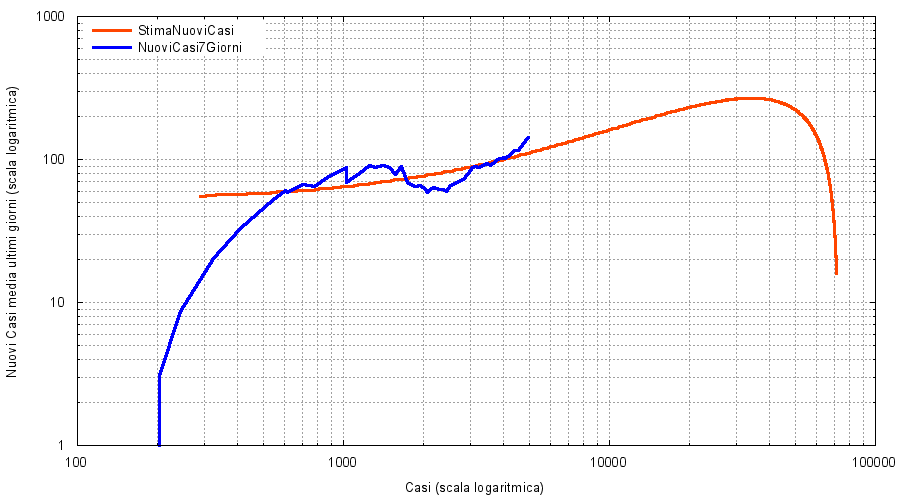 1000
StimaNuoviCasi
NuoviCasi7Giorni
100
10
1
100
1000
10000
100000
Nuovi Casi media ultimi giorni (scala logaritmica)
Casi (scala logaritmica)